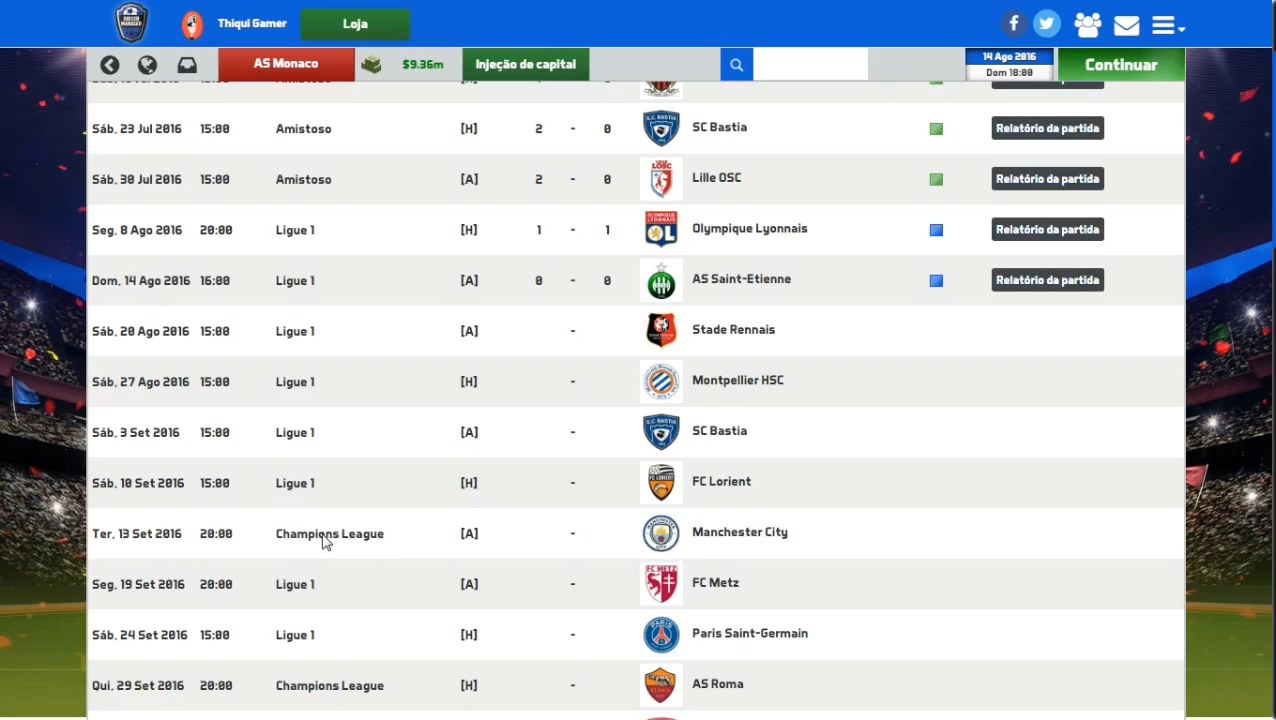 Thiqui Gamer Loja
AS Monaco $9.36m Injeção de capital 14 Ago 2016 Continuar
Dom 18:00
Sáb, 23 Jul 2016 15:00 Amistoso [H] 2 - 0 SC Bastia Relatório da partida
Sáb, 30 Jul 2016 15:00 Amistoso [A] 2 - 0 Lille OSC Relatório da partida
Seg, 8 Ago 2016 20:00 Ligue 1 [H] 1 - 1 Olympique Lyonnais Relatório da partida
Dom, 14 Ago 2016 16:00 Ligue 1 [A] 0 - 0 AS Saint-Etienne Relatório da partida
Sáb, 20 Ago 2016 15:00 Ligue 1 [A] - Stade Rennais
Sáb, 27 Ago 2016 15:00 Ligue 1 [H] - Montpellier HSC
Sáb, 3 Set 2016 15:00 Ligue 1 [A] - SC Bastia
Sáb, 10 Set 2016 15:00 Ligue 1 [H] - FC Lorient
Ter, 13 Set 2016 20:00 Champions League [A] - Manchester City
Seg, 19 Set 2016 20:00 Ligue 1 [A] - FC Metz
Sáb, 24 Set 2016 15:00 Ligue 1 [H] - Paris Saint-Germain
Qui, 29 Set 2016 20:00 Champions League [H] - AS Roma